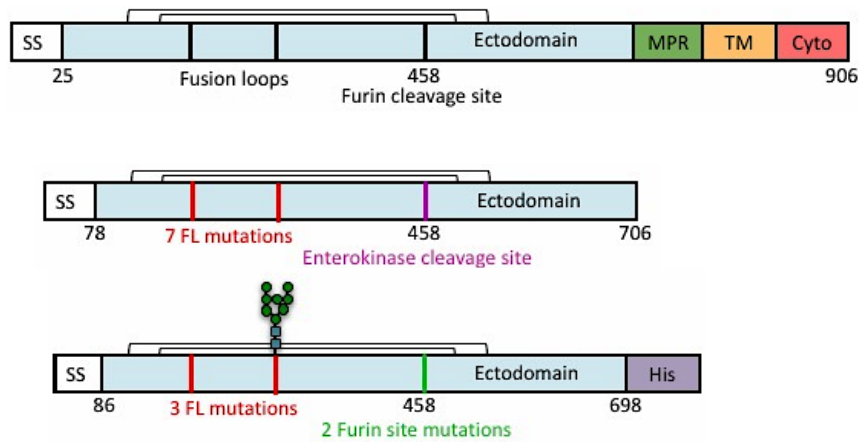 SS Ectodomain MPR TM Cyto
25 458 906
Fusion loops
Furin cleavage site
SS Ectodomain
78 458 706
7 FL mutations
Enterokinase cleavage site
SS Ectodomain His
86 458 698
3 FL mutations
2 Furin site mutations